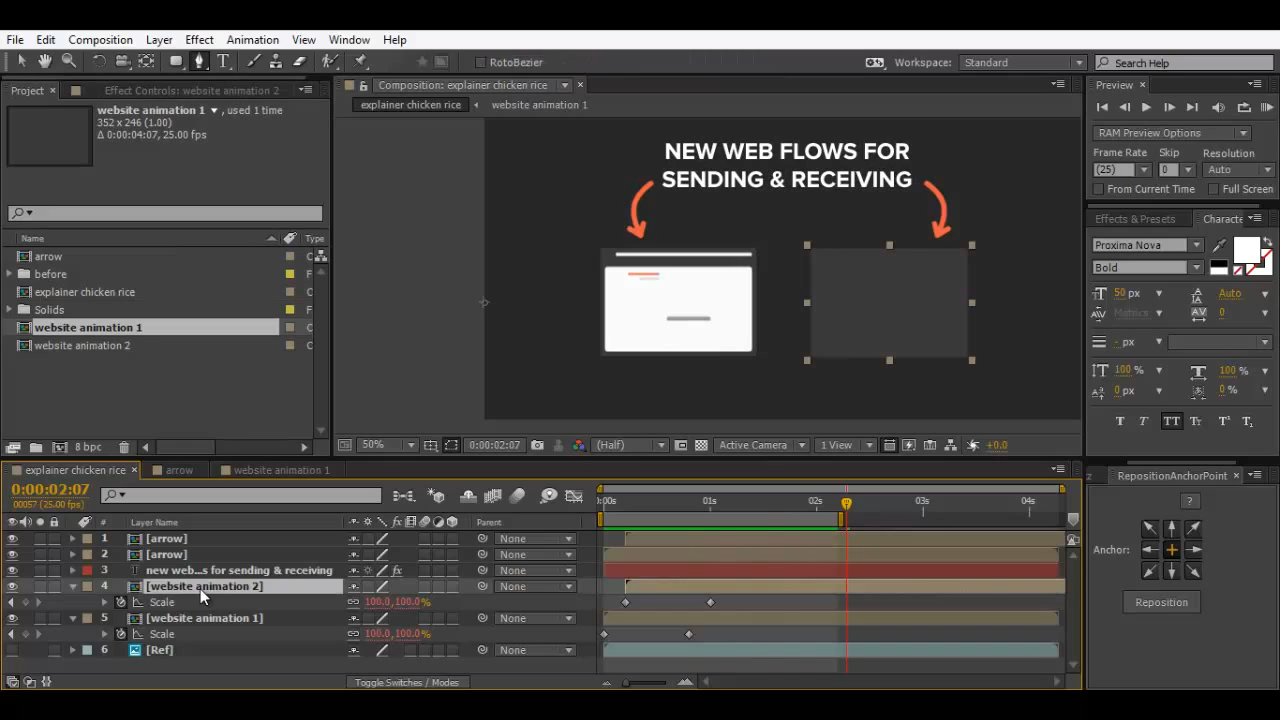 File Edit Composition Layer Effect Animation View Window Help
RotoBezier Workspace: Standard Search Help
Project × Effect Controls: website animation 2
website animation 1 , used 1 time
352 x 246 (1.00)
Δ 0:00:04:07, 25.00 fps
Name Type
arrow C
before F
explainer chicken rice C
Solids F
website animation 1 C
website animation 2 C
8 bpc
Composition: explainer chicken rice ×
explainer chicken rice website animation 1
NEW WEB FLOWS FOR
SENDING & RECEIVING
50% 0:00:02:07 (Half) Active Camera 1 View +0.0
Preview ×
RAM Preview Options
Frame Rate Skip Resolution
(25) 0 Auto
From Current Time Full Screen
Effects & Presets Characte
Proxima Nova
Bold
50 px Auto
Metrics 0
- px
100 % 100 %
0 px 0 %
T T TT Tt T¹ T₁
explainer chicken rice × arrow website animation 1
0:00:02:07
00057 (25.00 fps)
:00s 01s 02s 03s 04s
# Layer Name Parent
1 [arrow] None
2 [arrow] None
3 T new web...s for sending & receiving fx None
4 [website animation 2] None
Scale 100.0,100.0%
5 [website animation 1] None
Scale 100.0,100.0%
6 [Ref] None
Toggle Switches / Modes
z RepositionAnchorPoint ×
?
Anchor:
Reposition